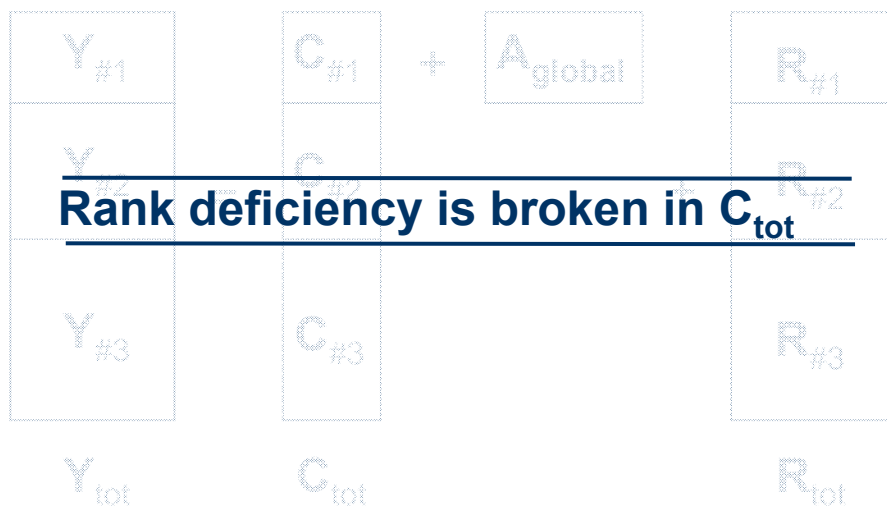 Y#1 C#1 + Aglobal R#1
Y#2 = C#2 + R#2
Rank deficiency is broken in Ctot
Y#3 C#3 R#3
Ytot Ctot Rtot